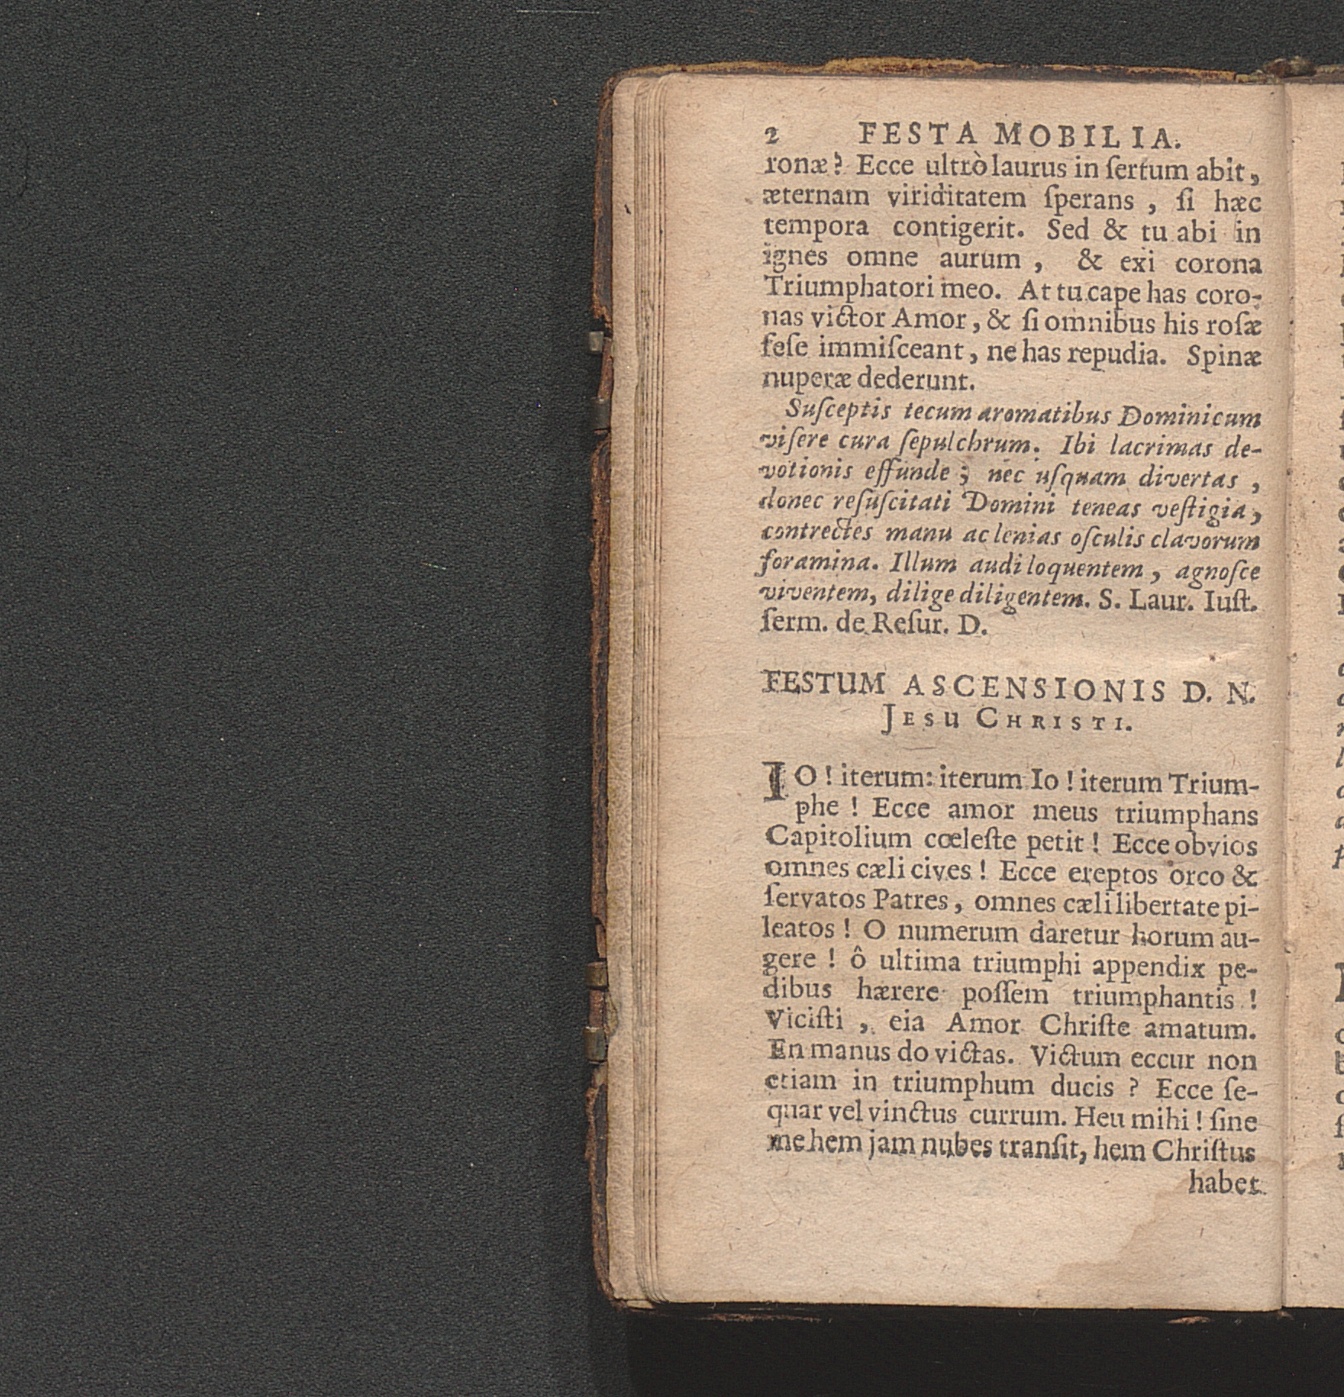 2 FESTA MOBILIA.
ronæ? Ecce ultrò laurus in ſertum abit,
æternam viriditatem ſperans, ſi hæc
tempora contigerit. Sed & tu abi in
ignes omne aurum, & exi corona
Triumphatori meo. At tu cape has coro-
nas victor Amor, & ſi omnibus his roſæ
ſeſe immiſceant, ne has repudia. Spinæ
nuperæ dederunt.
Suſceptis tecum aromatibus Dominicum
viſere cura ſepulchrum. Ibi lacrimas de-
votionis effunde; nec uſquam divertas,
donec reſuſcitati Domini teneas veſtigia,
contrectes manu ac lenias oſculis clavorum
foramina. Illum audi loquentem, agnoſce
viventem, dilige diligentem. S. Laur. Iuſt.
ſerm. de Reſur. D.
FESTUM ASCENSIONIS D. N.
JESU CHRISTI.
IO! iterum: iterum Io! iterum Trium-
phe! Ecce amor meus triumphans
Capitolium cœleſte petit! Ecce obvios
omnes cæli cives! Ecce ereptos orco &
ſervatos Patres, omnes cæli libertate pi-
leatos! O numerum daretur horum au-
gere! ô ultima triumphi appendix pe-
dibus hærere poſſem triumphantis!
Viciſti, eia Amor Chriſte amatum.
En manus do victas. Victum eccur non
etiam in triumphum ducis? Ecce ſe-
quar vel vinctus currum. Heu mihi! ſine
me hem jam nubes tranſit, hem Chriſtus
habet